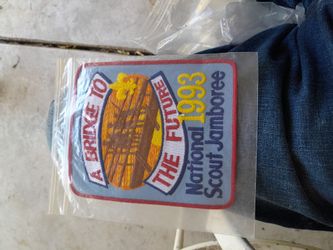 A BRIDGE TO
THE FUTURE
1993
National
Scout Jamboree